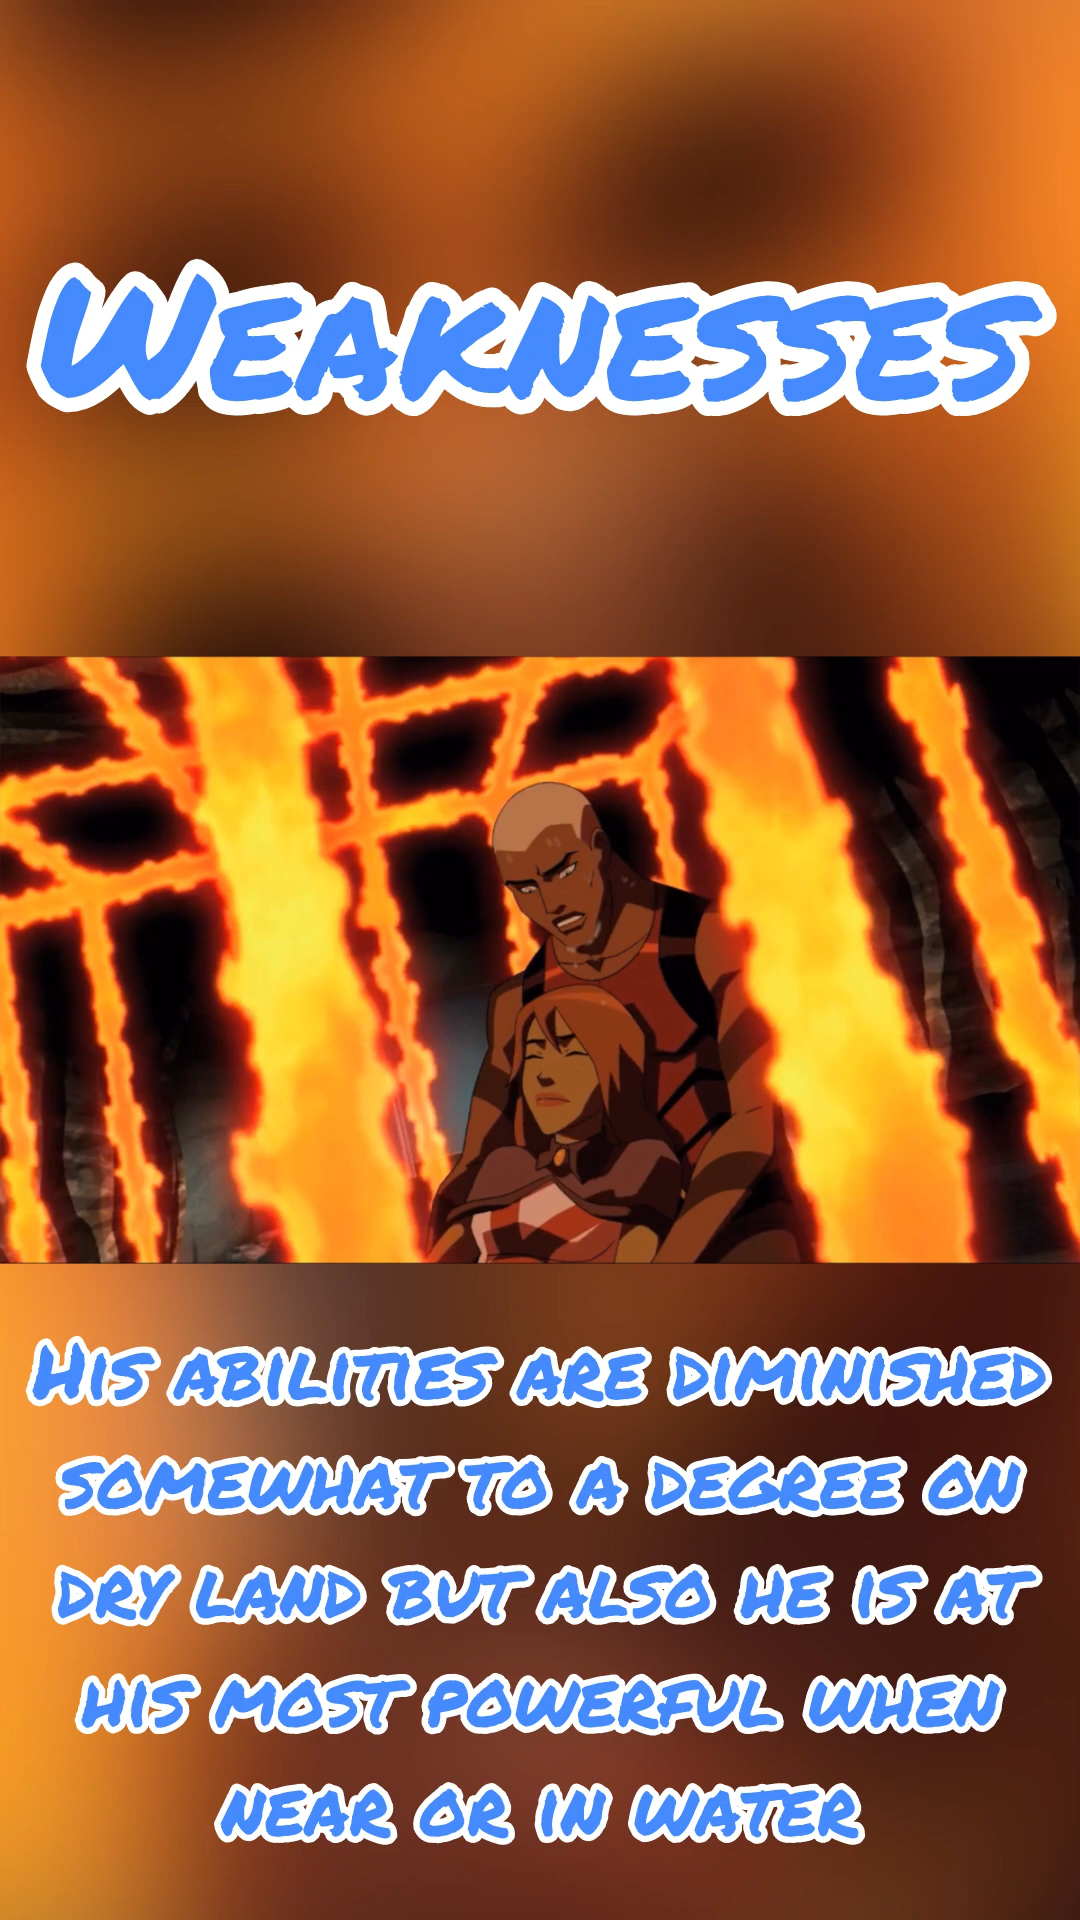 Weaknesses
His abilities are diminished
somewhat to a degree on
dry land but also he is at
his most powerful when
near or in water